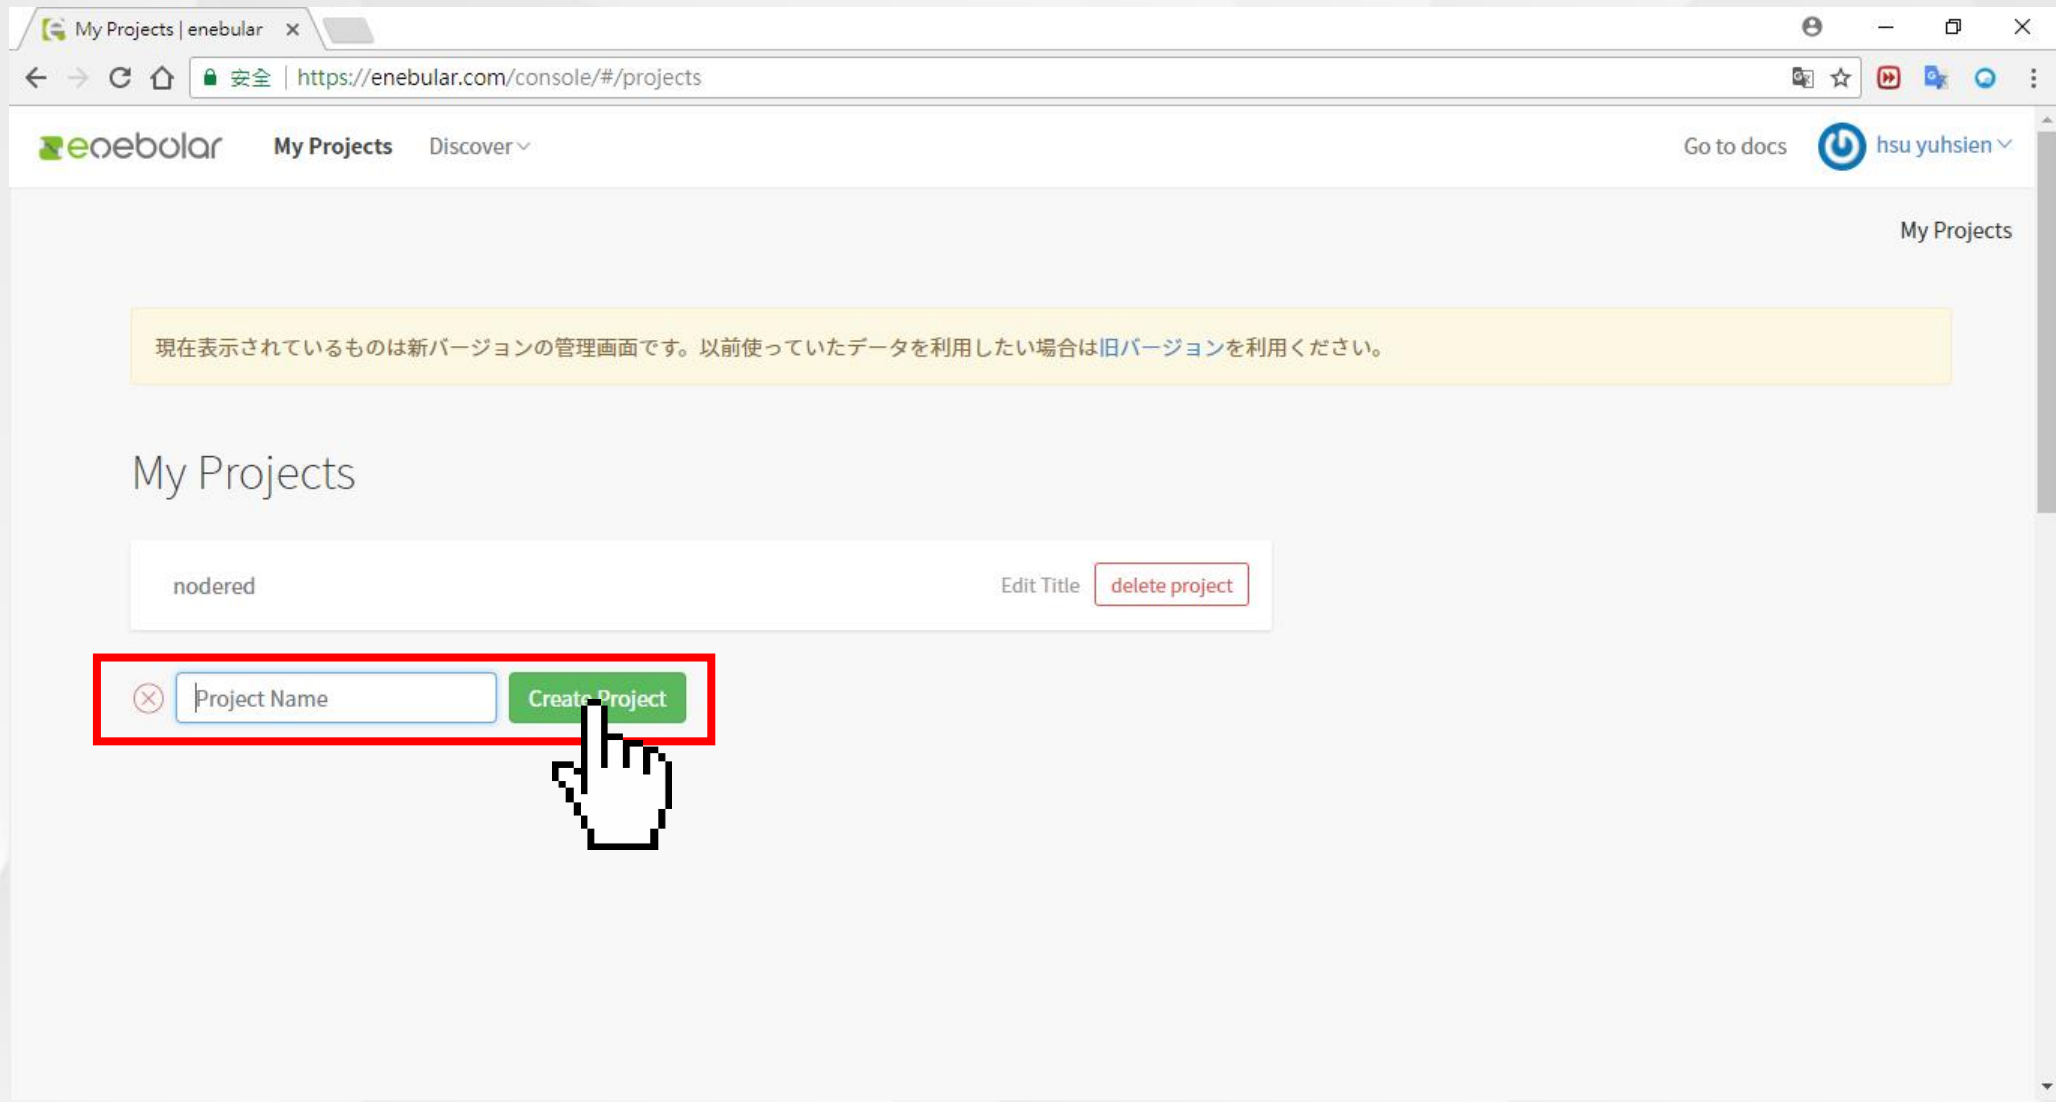 My Projects | enebular
安全 | https://enebular.com/console/#/projects
enebular My Projects Discover Go to docs hsu yuhsien
My Projects
現在表示されているものは新バージョンの管理画面です。以前使っていたデータを利用したい場合は旧バージョンを利用ください。
My Projects
nodered Edit Title delete project
Project Name Create Project